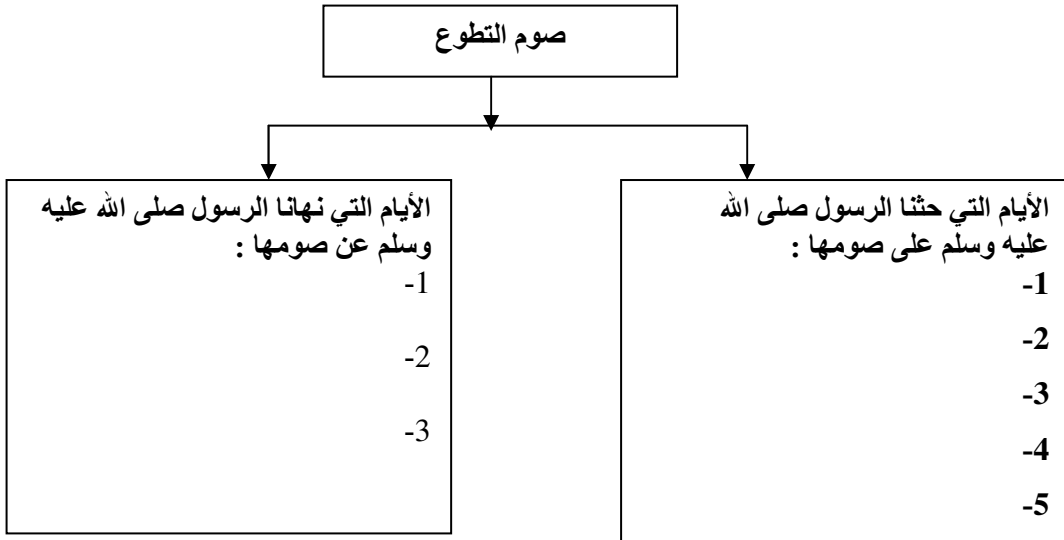 صوم التطوع
الأيام التي حثنا الرسول صلى الله
عليه وسلم على صومها :
1-
2-
3-
4-
5-
الأيام التي نهانا الرسول صلى الله عليه
وسلم عن صومها :
1-
2-
3-